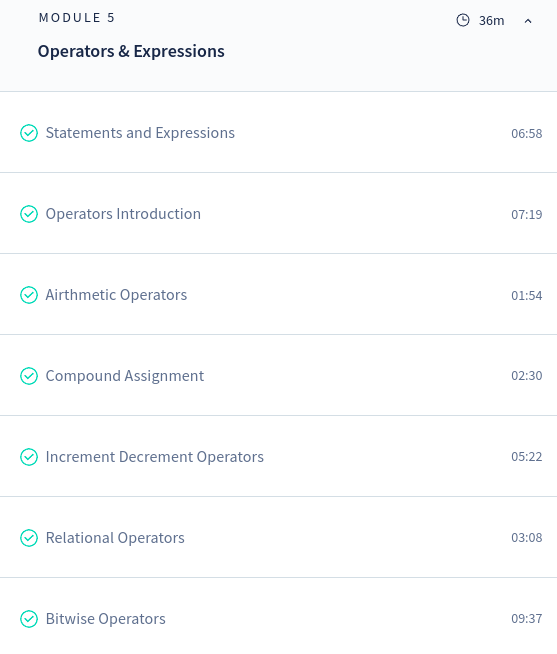 MODULE 5
36m
Operators & Expressions
Statements and Expressions 06:58
Operators Introduction 07:19
Airthmetic Operators 01:54
Compound Assignment 02:30
Increment Decrement Operators 05:22
Relational Operators 03:08
Bitwise Operators 09:37